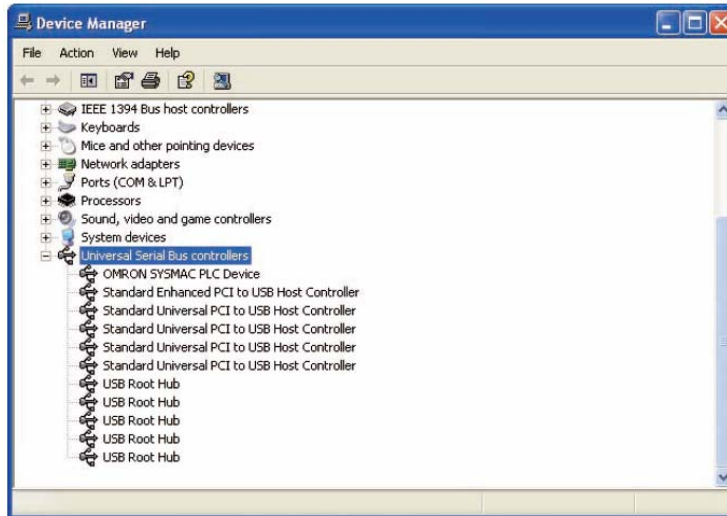 Device Manager
File Action View Help
IEEE 1394 Bus host controllers
Keyboards
Mice and other pointing devices
Network adapters
Ports (COM & LPT)
Processors
Sound, video and game controllers
System devices
Universal Serial Bus controllers
OMRON SYSMAC PLC Device
Standard Enhanced PCI to USB Host Controller
Standard Universal PCI to USB Host Controller
Standard Universal PCI to USB Host Controller
Standard Universal PCI to USB Host Controller
Standard Universal PCI to USB Host Controller
USB Root Hub
USB Root Hub
USB Root Hub
USB Root Hub
USB Root Hub